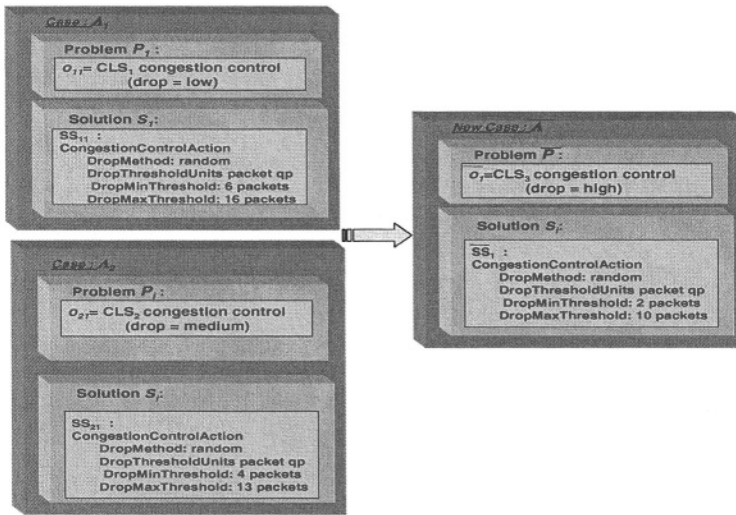 Case : A1
Problem P1 :
o11= CLS1 congestion control
(drop = low)
Solution S1:
SS11 :
CongestionControlAction
DropMethod: random
DropThresholdUnits packet qp
DropMinThreshold: 6 packets
DropMaxThreshold: 16 packets
Case : A2
Problem Pj :
o21= CLS2 congestion control
(drop = medium)
Solution Sj:
SS21 :
CongestionControlAction
DropMethod: random
DropThresholdUnits packet qp
DropMinThreshold: 4 packets
DropMaxThreshold: 13 packets
New Case : A
Problem P :
o1=CLS3 congestion control
(drop = high)
Solution Sj:
SS1 :
CongestionControlAction
DropMethod: random
DropThresholdUnits packet qp
DropMinThreshold: 2 packets
DropMaxThreshold: 10 packets